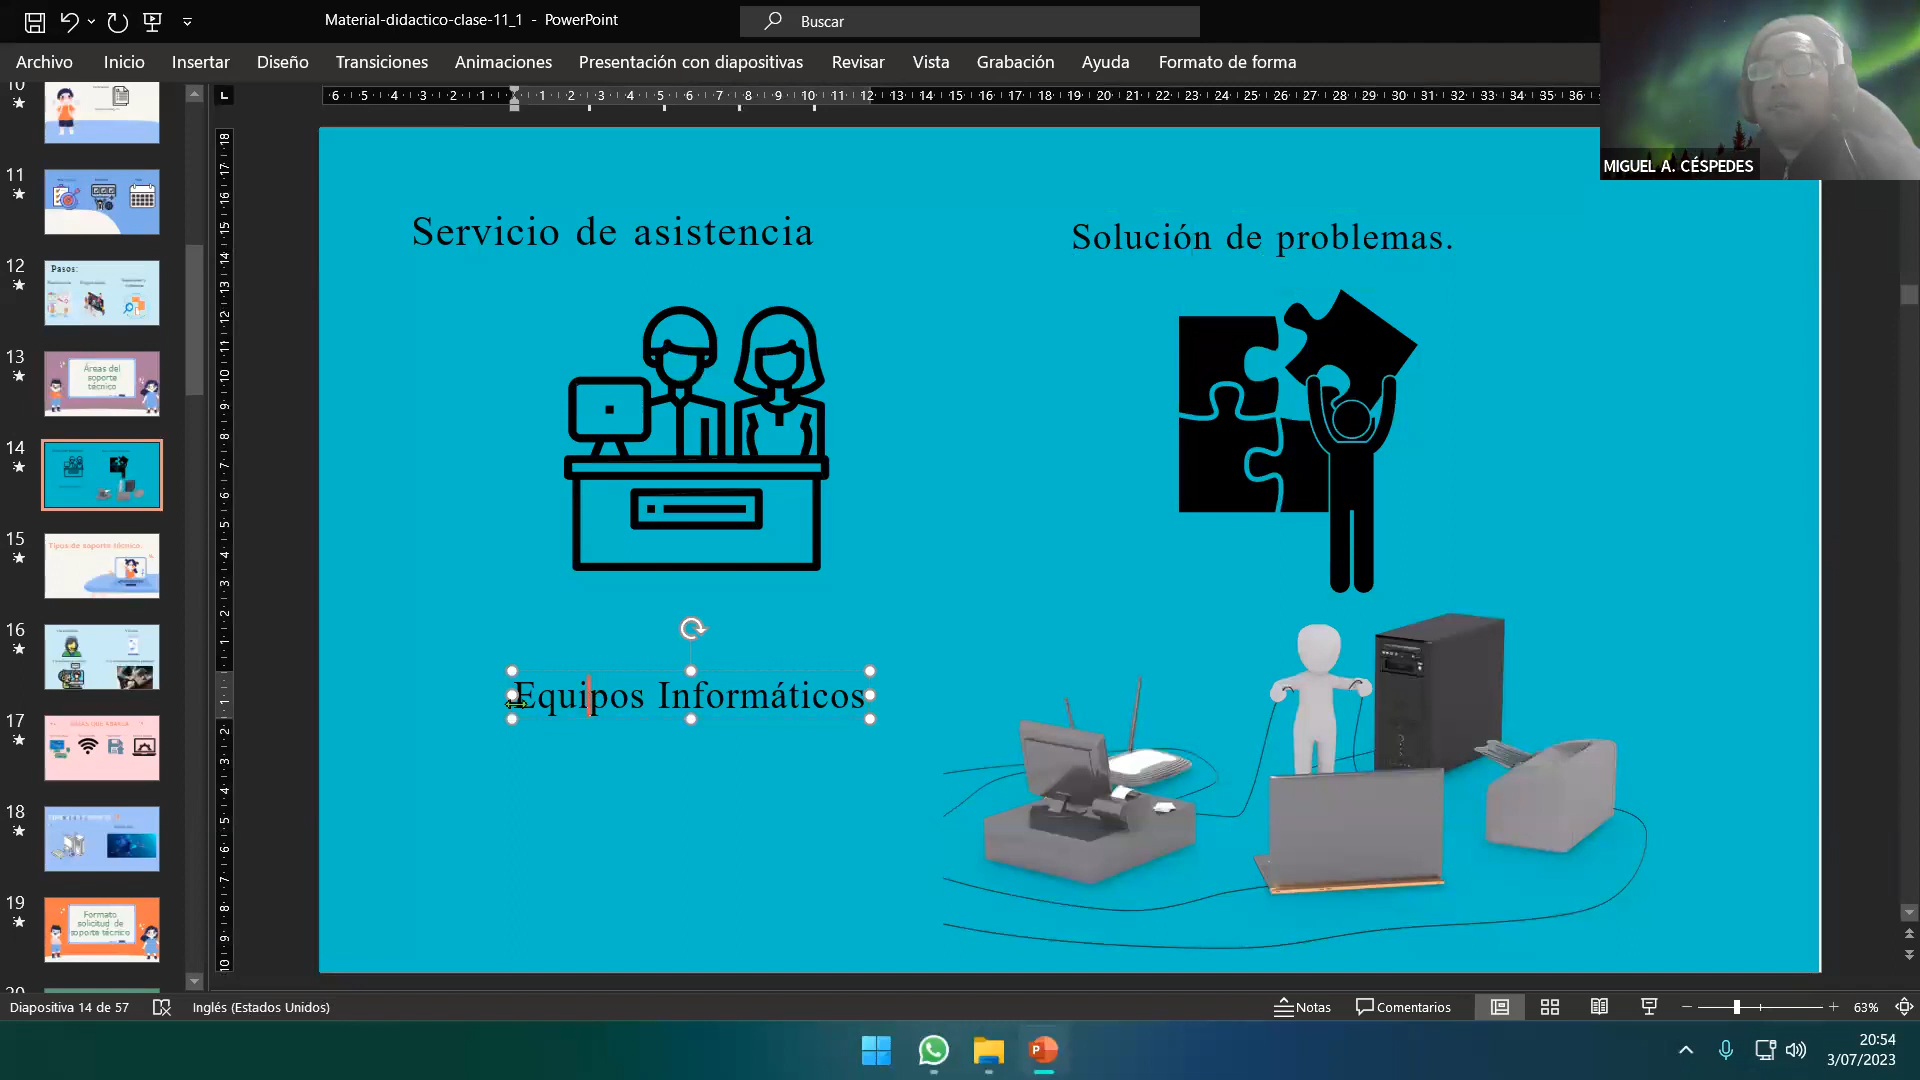 Material-didactico-clase-11_1 - PowerPoint
Buscar
Archivo Inicio Insertar Diseño Transiciones Animaciones Presentación con diapositivas Revisar Vista Grabación Ayuda Formato de forma
MIGUEL A. CÉSPEDES
Servicio de asistencia
Solución de problemas.
Equipos Informáticos
10
11
12
Pasos:
13
Áreas del
soporte
técnico
14
15
Tipos de soporte técnico.
16
17
18
19
Formato
solicitud de
soporte técnico
20
Diapositiva 14 de 57
Inglés (Estados Unidos)
Notas
Comentarios
63%
20:54
3/07/2023